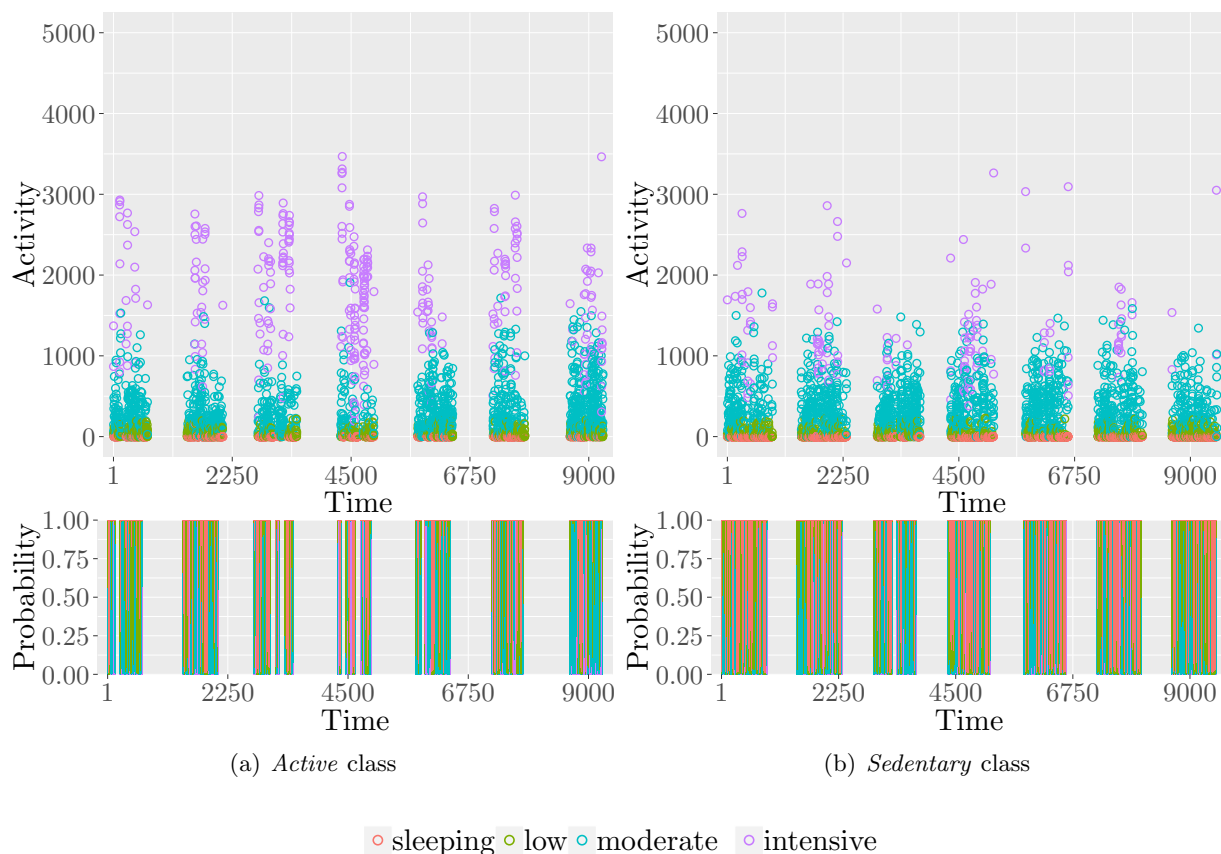 5000
4000
3000
2000
1000
0
Activity
1 2250 4500 6750 9000
Time
1.00
0.75
0.50
0.25
0.00
Probability
1 2250 4500 6750 9000
Time
(a) Active class
5000
4000
3000
2000
1000
0
Activity
1 2250 4500 6750 9000
Time
1.00
0.75
0.50
0.25
0.00
Probability
1 2250 4500 6750 9000
Time
(b) Sedentary class
sleeping low moderate intensive